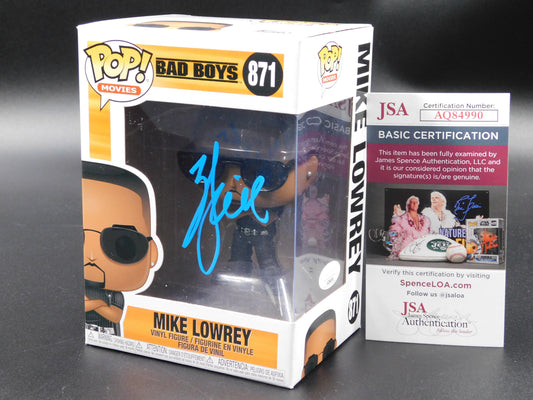 POP!
MOVIES
BAD BOYS 871
Will
MIKE LOWREY
VINYL FIGURE / FIGURINE EN VINYLE
FIGURA DE VINIL
MIKE LOWREY
JSA
Certification Number:
AQ84990
BASIC CERTIFICATION
This item has been fully examined by
James Spence Authentication, LLC and
it is our considered opinion that the
signature(s) is/are genuine.
NATURE
Verify this certification by visiting
SpenceLOA.com
Follow us @jsaloa
JSA
James Spence
Authentication